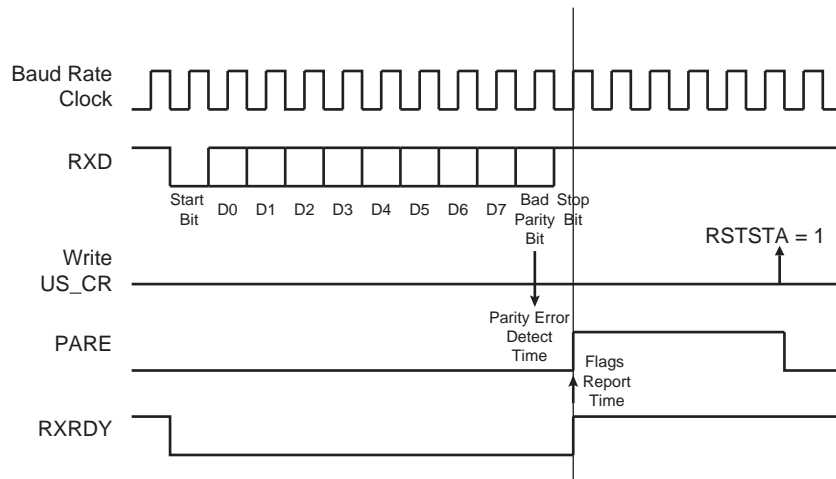 Baud Rate
Clock
RXD
Start
Bit
D0
D1
D2
D3
D4
D5
D6
D7
Bad
Parity
Bit
Stop
Bit
Write
US_CR
RSTSTA = 1
Parity Error
Detect
Time
PARE
Flags
Report
Time
RXRDY